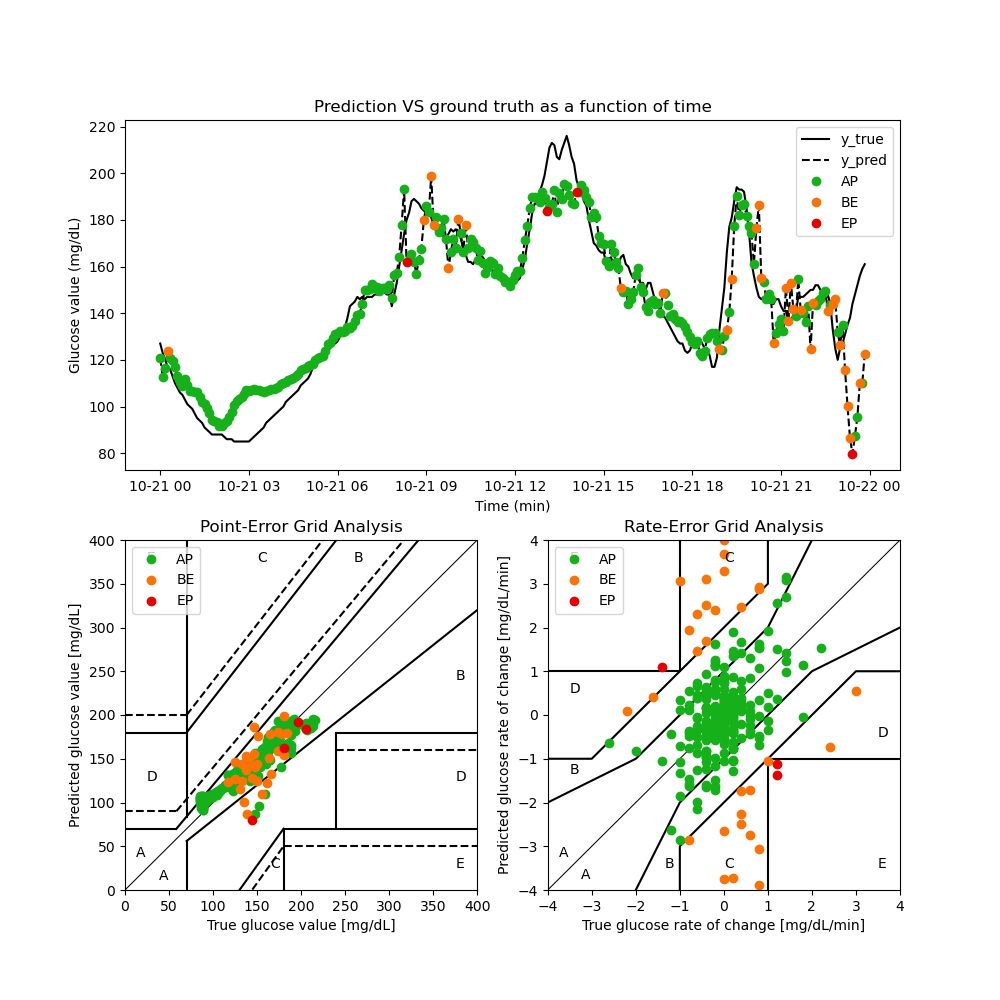 Prediction VS ground truth as a function of time
220
200
180
160
140
120
100
80
Glucose value (mg/dL)
y_true
y_pred
AP
BE
EP
10-21 00 10-21 03 10-21 06 10-21 09 10-21 12 10-21 15 10-21 18 10-21 21 10-22 00
Time (min)
Point-Error Grid Analysis
400
350
300
250
200
150
100
50
0
Predicted glucose value [mg/dl]
AP
BE
EP
C B
B
D D
A
A
C E
0 50 100 150 200 250 300 350 400
True glucose value [mg/dL]
Rate-Error Grid Analysis
4
3
2
1
0
−1
−2
−3
−4
Predicted glucose rate of change [mg/dL/min]
AP
BE
EP
C
D
D
B
A
A
B C E
−4 −3 −2 −1 0 1 2 3 4
True glucose rate of change [mg/dL/min]